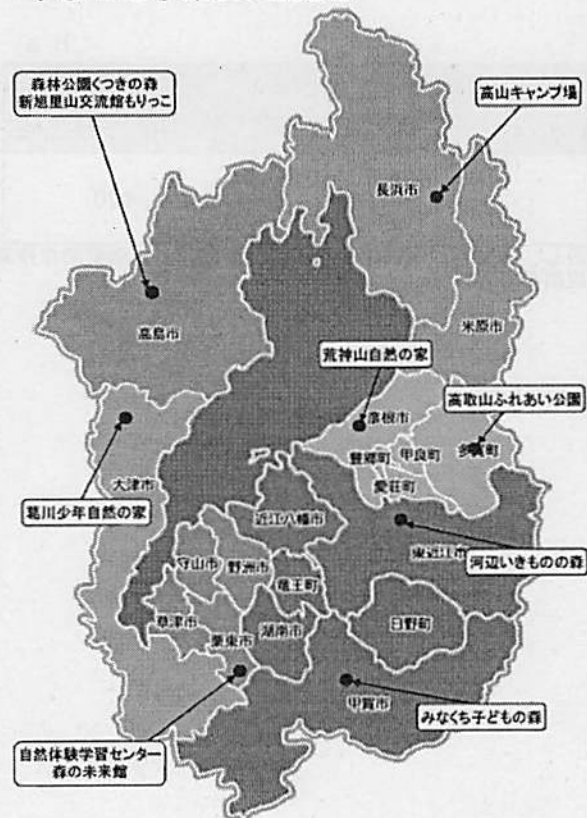 森林公園くつきの森
新旭里山交流館もりっこ
高山キャンプ場
長浜市
高島市
米原市
荒神山自然の家
彦根市
高取山ふれあい公園
豊郷町
甲良町
多賀町
愛荘町
大津市
葛川少年自然の家
近江八幡市
東近江市
河辺いきものの森
守山市
野洲市
竜王町
草津市
栗東市
湖南市
日野町
甲賀市
みなくち子どもの森
自然体験学習センター
森の未来館